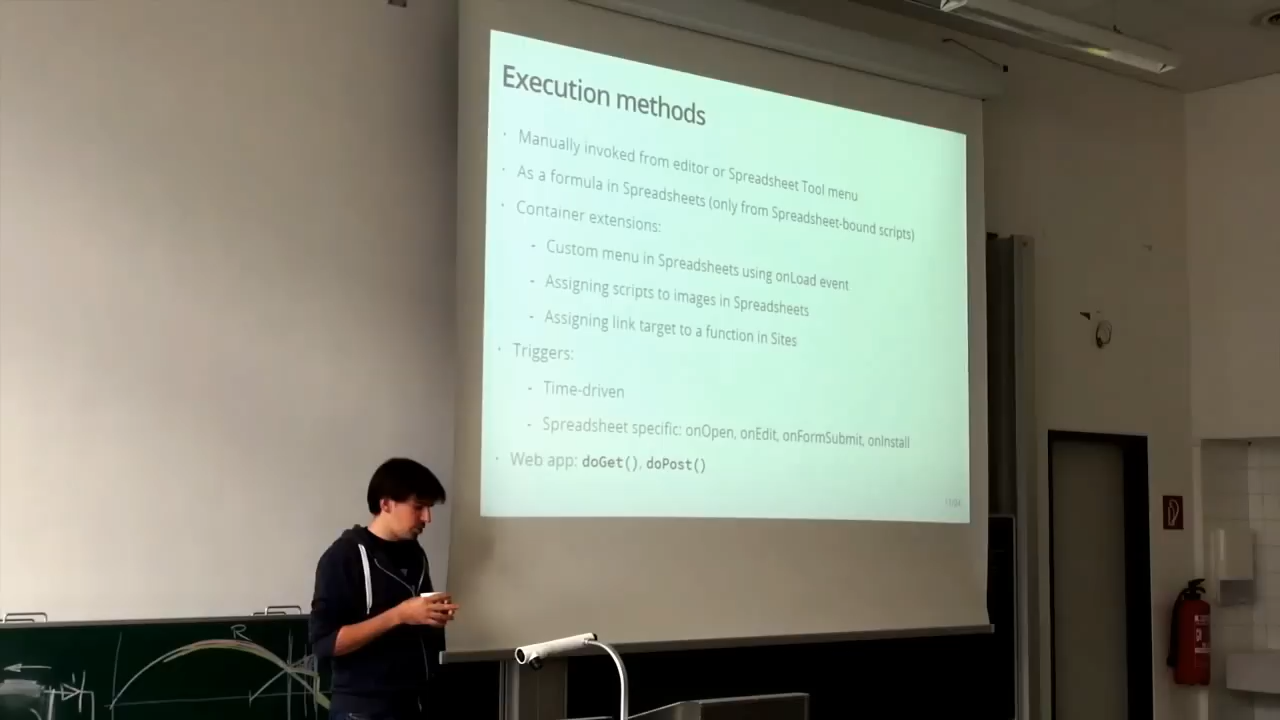 Execution methods
· Manually invoked from editor or Spreadsheet Tool menu
· As a formula in Spreadsheets (only from Spreadsheet-bound scripts)
· Container extensions:
- Custom menu in Spreadsheets using onLoad event
- Assigning scripts to images in Spreadsheets
- Assigning link target to a function in Sites
· Triggers:
- Time-driven
- Spreadsheet specific: onOpen, onEdit, onFormSubmit, onInstall
· Web app: doGet(), doPost()
R